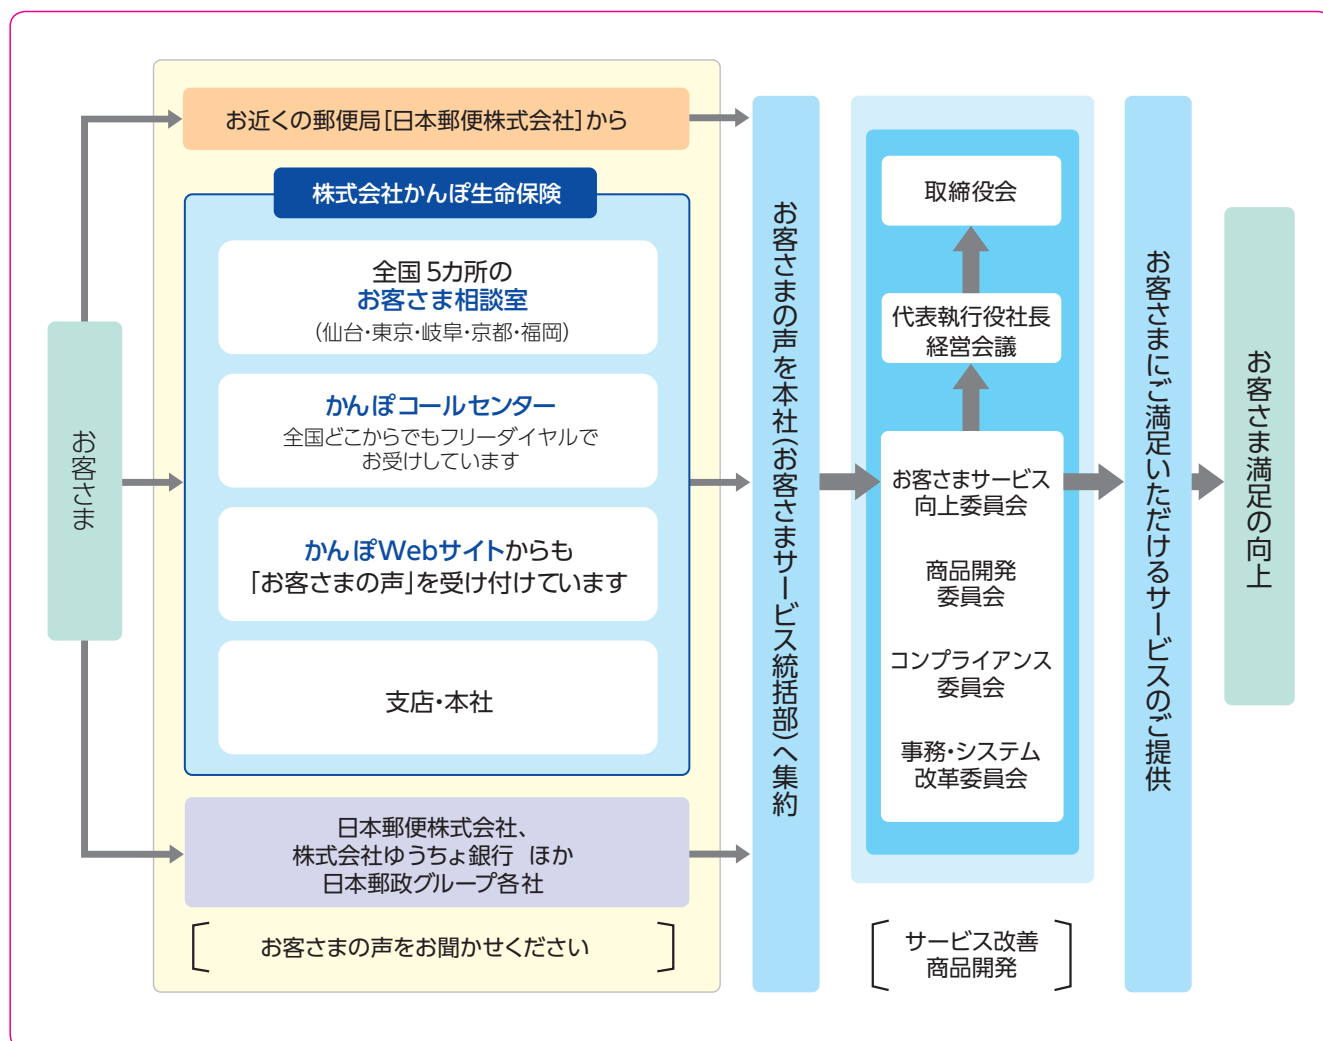 お客さま
お近くの郵便局[日本郵便株式会社]から
株式会社かんぽ生命保険
全国5カ所の
お客さま相談室
(仙台・東京・岐阜・京都・福岡)
かんぽコールセンター
全国どこからでもフリーダイヤルで
お受けしています
かんぽWebサイトからも
「お客さまの声」を受け付けています
支店・本社
日本郵便株式会社、
株式会社ゆうちょ銀行 ほか
日本郵政グループ各社
お客さまの声をお聞かせください
お客さまの声を本社(お客さまサービス統括部)へ集約
取締役会
代表執行役社長
経営会議
お客さまサービス
向上委員会
商品開発
委員会
コンプライアンス
委員会
事務・システム
改革委員会
サービス改善
商品開発
お客さまにご満足いただけるサービスのご提供
お客さま満足の向上